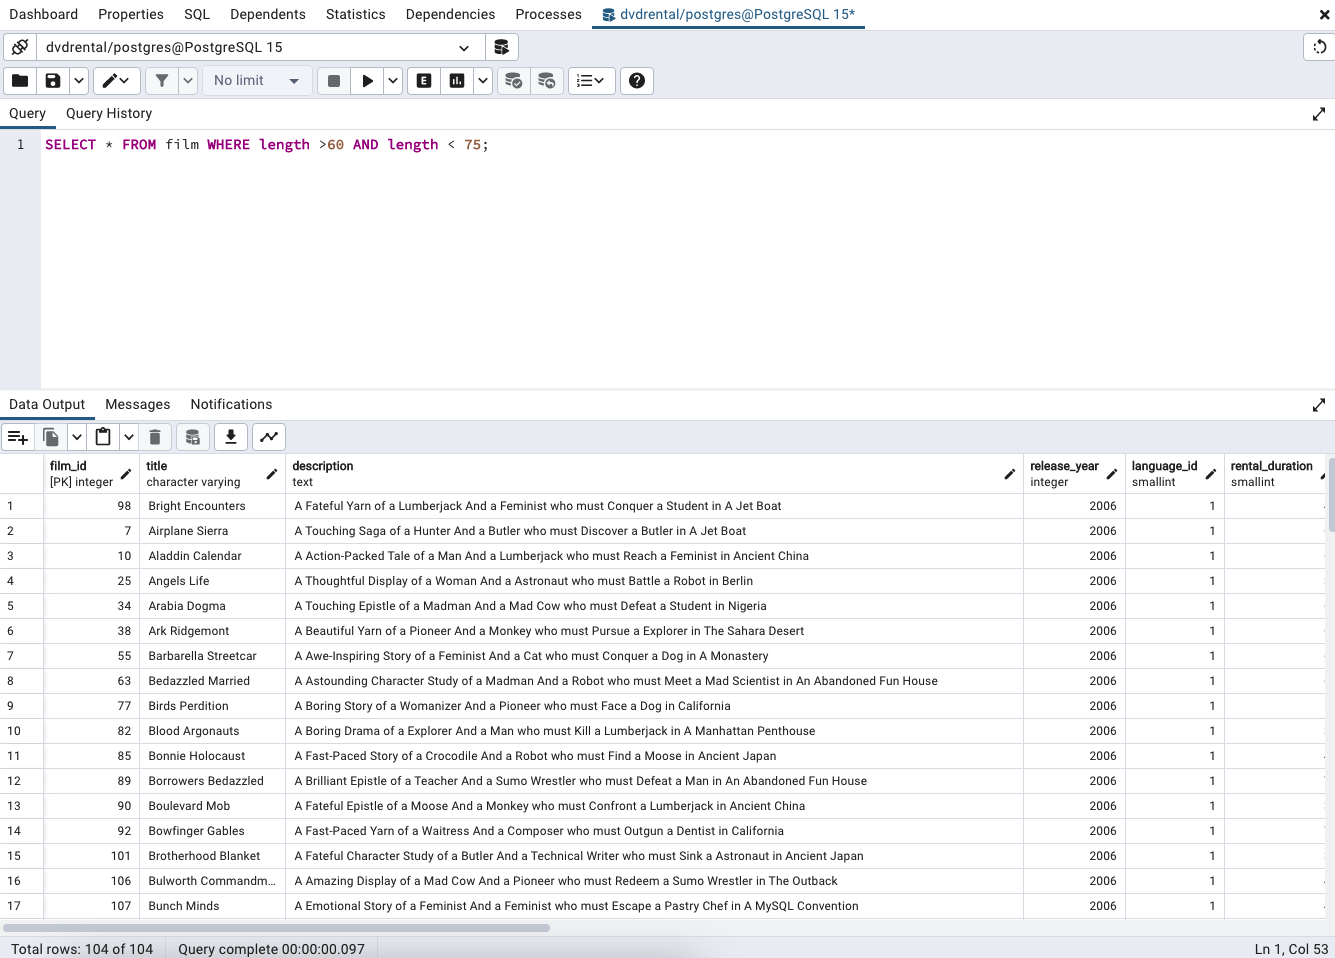 Dashboard Properties SQL Dependents Statistics Dependencies Processes dvdrental/postgres@PostgreSQL 15*
dvdrental/postgres@PostgreSQL 15
No limit E
Query Query History
1 SELECT * FROM film WHERE length >60 AND length < 75;
Data Output Messages Notifications
film_id title description release_year language_id rental_duration
[PK] integer character varying text integer smallint smallint
1 98 Bright Encounters A Fateful Yarn of a Lumberjack And a Feminist who must Conquer a Student in A Jet Boat 2006 1
2 7 Airplane Sierra A Touching Saga of a Hunter And a Butler who must Discover a Butler in A Jet Boat 2006 1
3 10 Aladdin Calendar A Action-Packed Tale of a Man And a Lumberjack who must Reach a Feminist in Ancient China 2006 1
4 25 Angels Life A Thoughtful Display of a Woman And a Astronaut who must Battle a Robot in Berlin 2006 1
5 34 Arabia Dogma A Touching Epistle of a Madman And a Mad Cow who must Defeat a Student in Nigeria 2006 1
6 38 Ark Ridgemont A Beautiful Yarn of a Pioneer And a Monkey who must Pursue a Explorer in The Sahara Desert 2006 1
7 55 Barbarella Streetcar A Awe-Inspiring Story of a Feminist And a Cat who must Conquer a Dog in A Monastery 2006 1
8 63 Bedazzled Married A Astounding Character Study of a Madman And a Robot who must Meet a Mad Scientist in An Abandoned Fun House 2006 1
9 77 Birds Perdition A Boring Story of a Womanizer And a Pioneer who must Face a Dog in California 2006 1
10 82 Blood Argonauts A Boring Drama of a Explorer And a Man who must Kill a Lumberjack in A Manhattan Penthouse 2006 1
11 85 Bonnie Holocaust A Fast-Paced Story of a Crocodile And a Robot who must Find a Moose in Ancient Japan 2006 1
12 89 Borrowers Bedazzled A Brilliant Epistle of a Teacher And a Sumo Wrestler who must Defeat a Man in An Abandoned Fun House 2006 1
13 90 Boulevard Mob A Fateful Epistle of a Moose And a Monkey who must Confront a Lumberjack in Ancient China 2006 1
14 92 Bowfinger Gables A Fast-Paced Yarn of a Waitress And a Composer who must Outgun a Dentist in California 2006 1
15 101 Brotherhood Blanket A Fateful Character Study of a Butler And a Technical Writer who must Sink a Astronaut in Ancient Japan 2006 1
16 106 Bulworth Commandm... A Amazing Display of a Mad Cow And a Pioneer who must Redeem a Sumo Wrestler in The Outback 2006 1
17 107 Bunch Minds A Emotional Story of a Feminist And a Feminist who must Escape a Pastry Chef in A MySQL Convention 2006 1
Total rows: 104 of 104 Query complete 00:00:00.097 Ln 1, Col 53